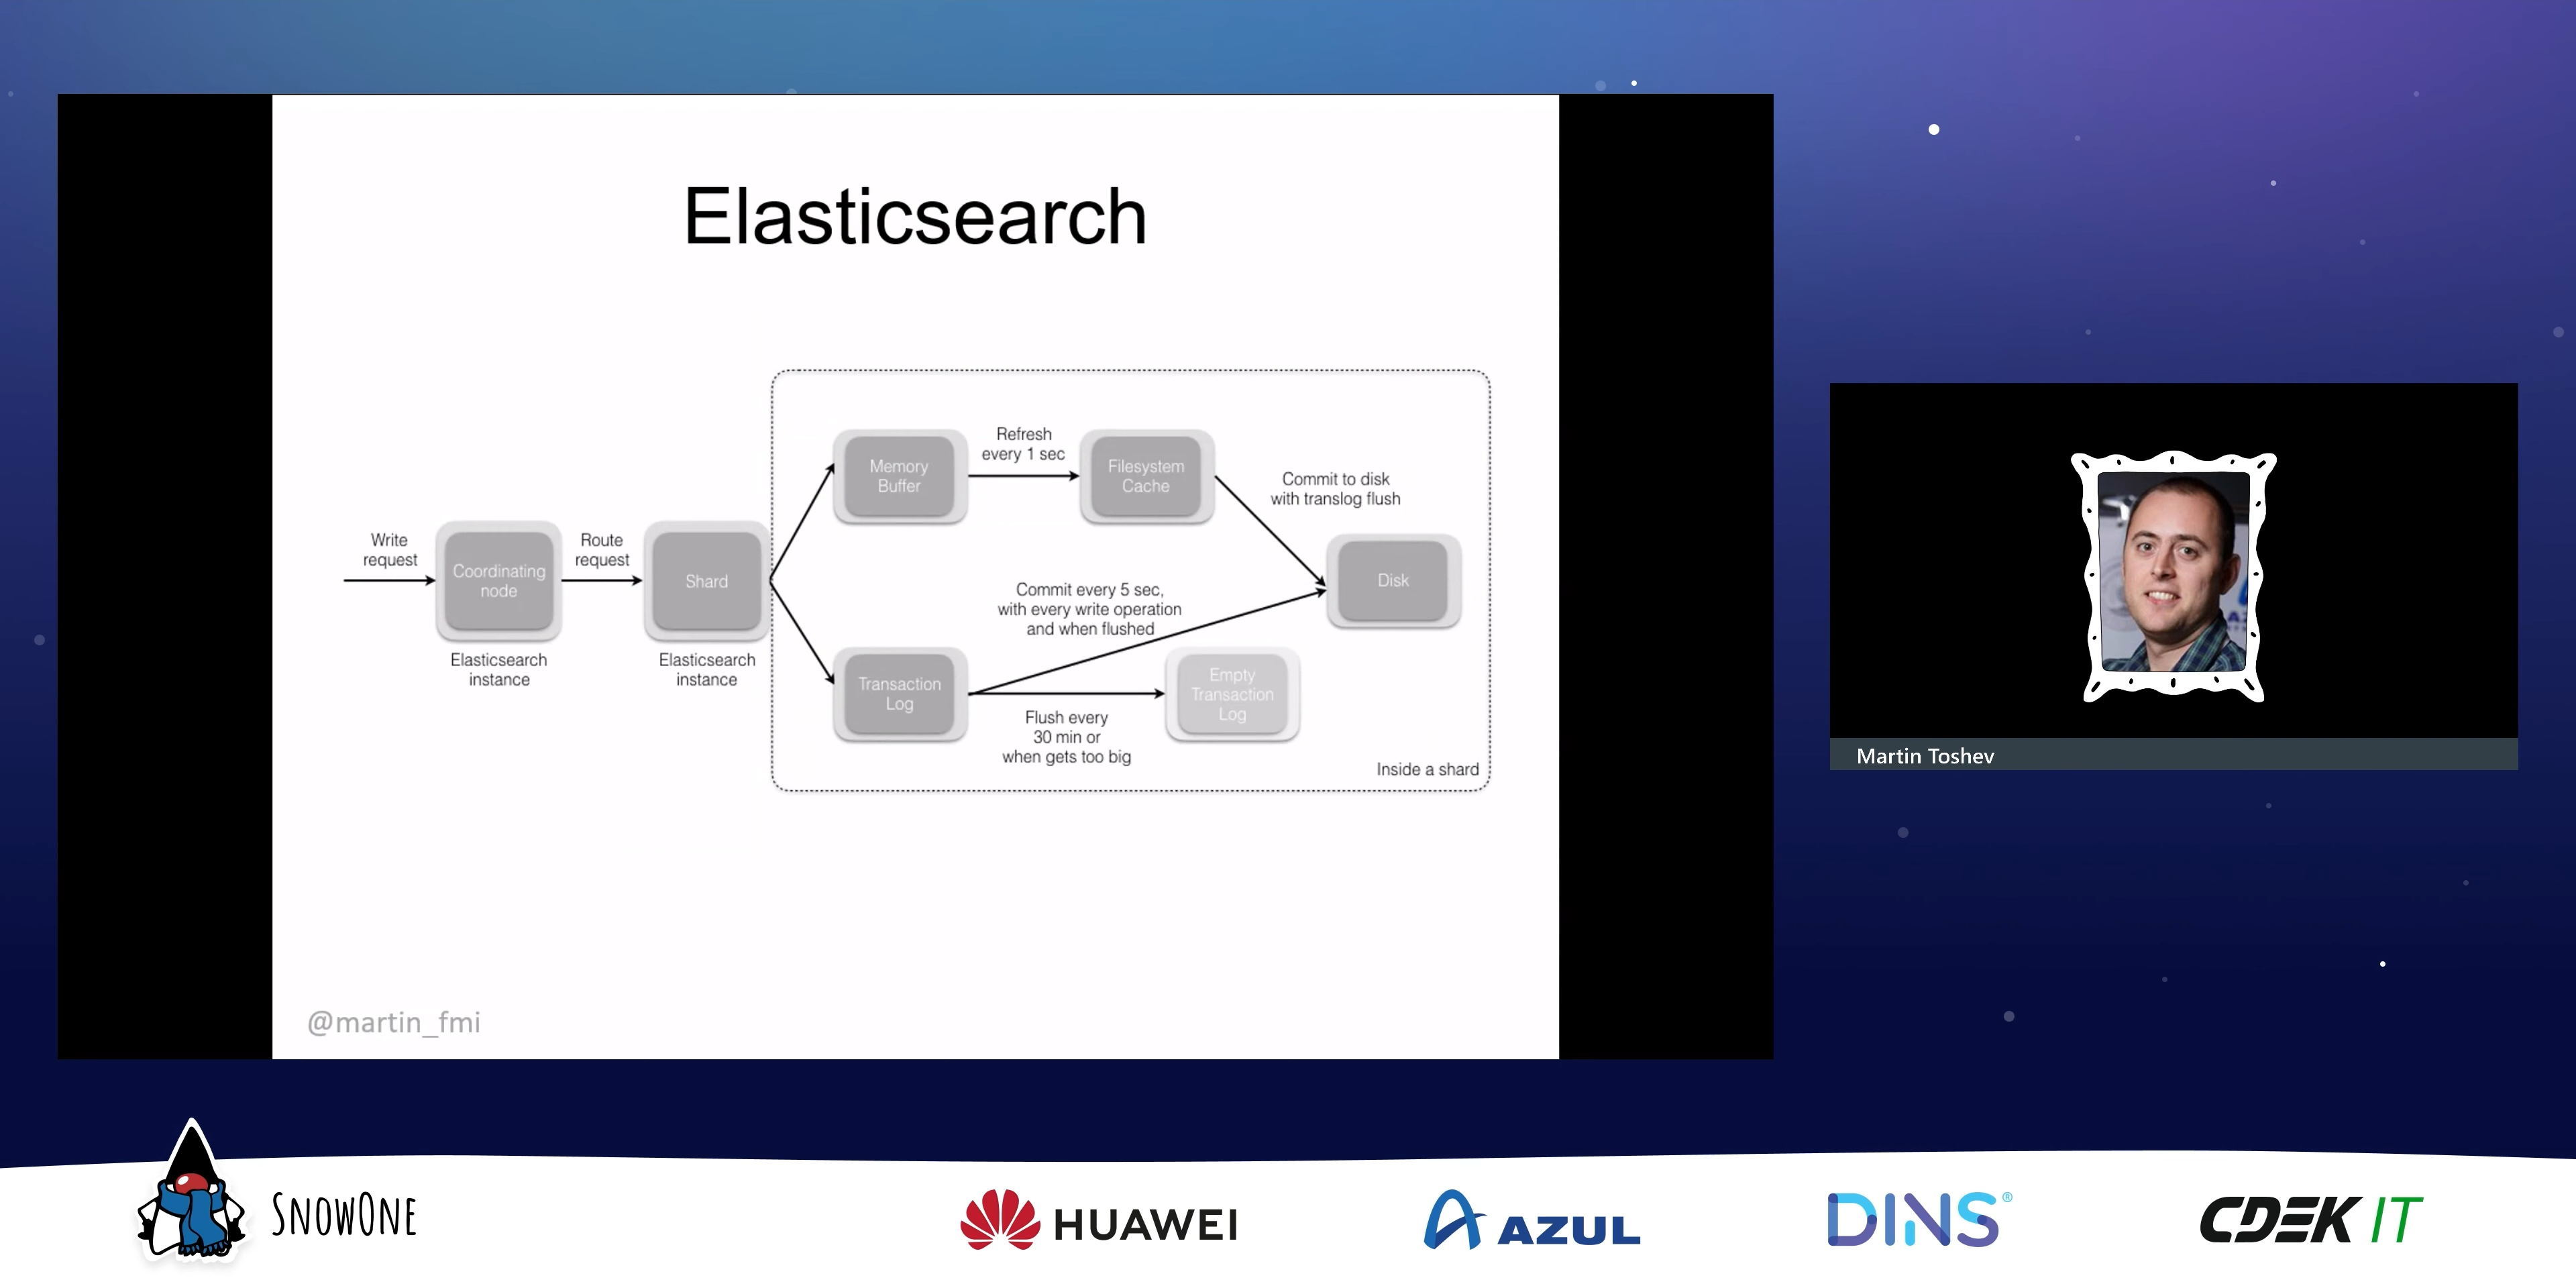 Elasticsearch
Write
request
Coordinating
node
Elasticsearch
instance
Route
request
Shard
Elasticsearch
instance
Memory
Buffer
Refresh
every 1 sec
Filesystem
Cache
Commit to disk
with translog flush
Disk
Commit every 5 sec,
with every write operation
and when flushed
Transaction
Log
Flush every
30 min or
when gets too big
Empty
Transaction
Log
Inside a shard
@martin_fmi
Martin Toshev
SNOWONE
HUAWEI
AZUL
DINS®
CDEK IT